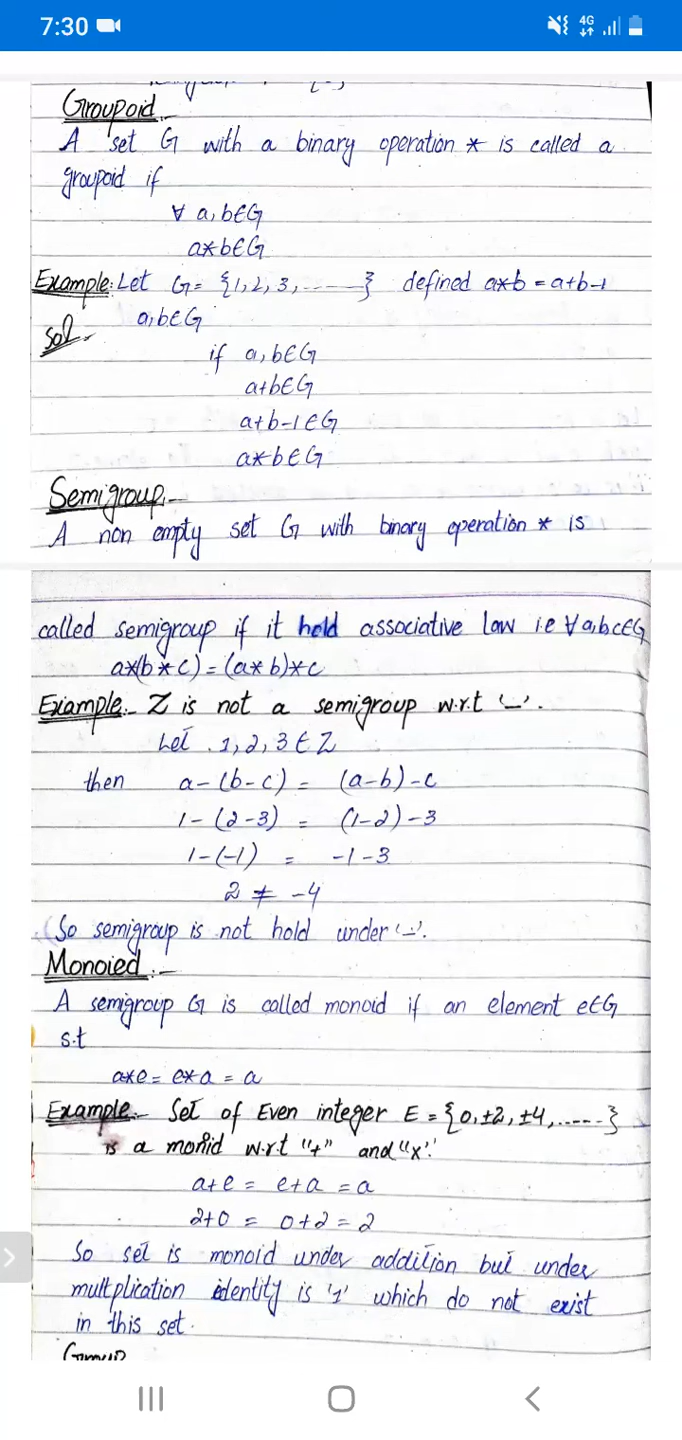 7:30
4G
Groupoid.-
A set G with a binary operation * is called a
groupoid if
∀ a,b∈G
a*b∈G
Example: Let G= {1,2,3,------} defined a*b=a+b-1
a,b∈G
Sol.-
if a,b∈G
a+b∈G
a+b-1∈G
a*b∈G
Semigroup.-
A non empty set G with binary operation * is
called semigroup if it hold associative law i.e ∀a,b,c∈G
a*(b*c)=(a*b)*c
Example.- Z is not a semigroup w.r.t '-'.
Let 1,2,3∈Z
then a-(b-c) = (a-b)-c
1-(2-3) = (1-2)-3
1-(-1) = -1-3
2 ≠ -4
So semigroup is not hold under '-'.
Monoied:-
A semigroup G is called monoid if an element e∈G
s.t
a*e= e*a = a
Example.- Set of Even integer E={0,±2,±4,.....}
is a monid w.r.t "+" and "x".
a+e = e+a = a
2+0 = 0+2 = 2
So set is monoid under addition but under
multplication identity is '1' which do not exist
in this set.
Group